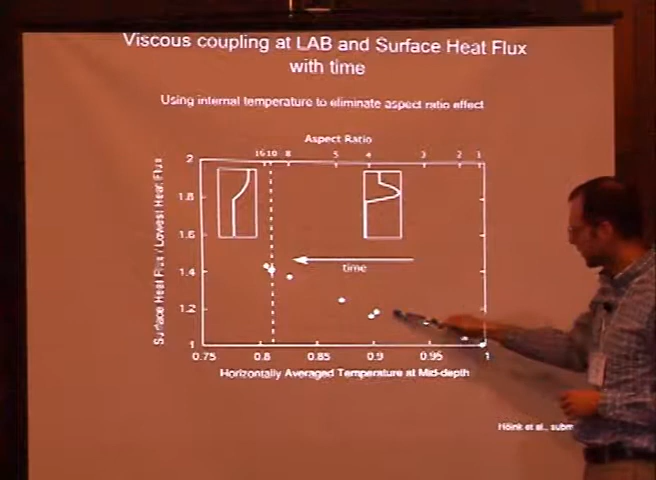 Viscous coupling at LAB and Surface Heat Flux
with time
Using internal temperature to eliminate aspect ratio effect
Aspect Ratio
16 10 8 5 4 3 2 1
Surface Heat Flux / Lowest Heat Flux
2
1.8
1.6
1.4
1.2
1
time
0.75 0.8 0.85 0.9 0.95 1
Horizontally Averaged Temperature at Mid-depth
Höink et al., subm